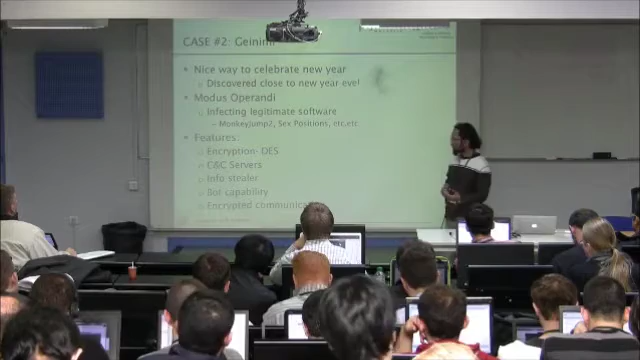 CASE #2: Geinimi
Nice way to celebrate new year
Discovered close to new year eve!
Modus Operandi
Infecting legitimate software
– MonkeyJump2, Sex Positions, etc.etc.
Features:
Encryption- DES
C&C Servers
Info stealer
Bot capability
Encrypted